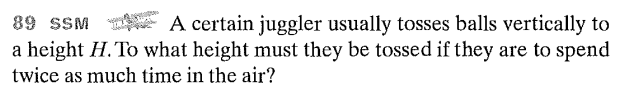 89 SSM A certain juggler usually tosses balls vertically to
a height H. To what height must they be tossed if they are to spend
twice as much time in the air?